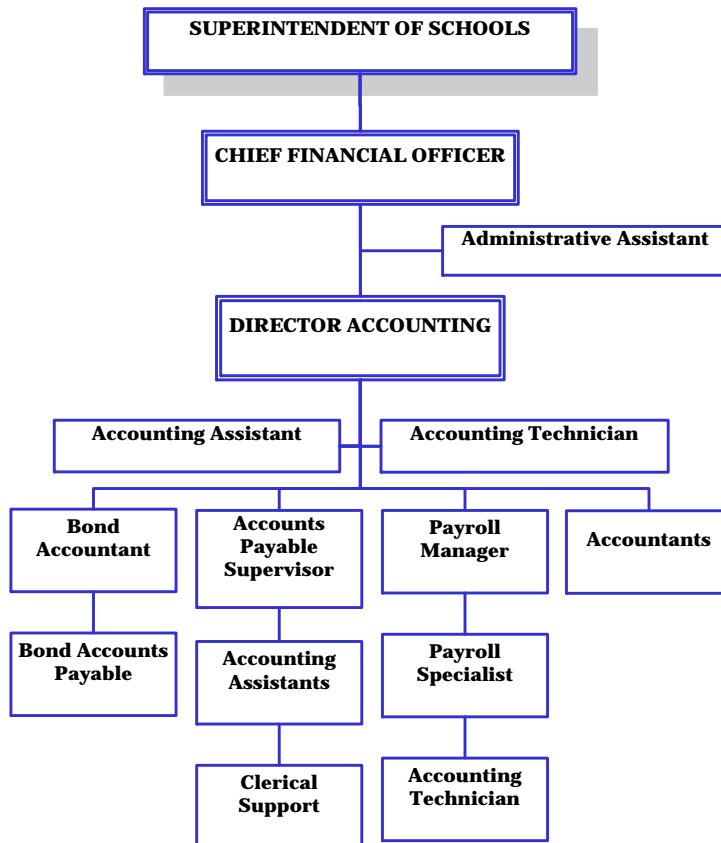 SUPERINTENDENT OF SCHOOLS
CHIEF FINANCIAL OFFICER
Administrative Assistant
DIRECTOR ACCOUNTING
Accounting Assistant
Accounting Technician
Bond
Accountant
Accounts
Payable
Supervisor
Payroll
Manager
Accountants
Bond Accounts
Payable
Accounting
Assistants
Payroll
Specialist
Clerical
Support
Accounting
Technician